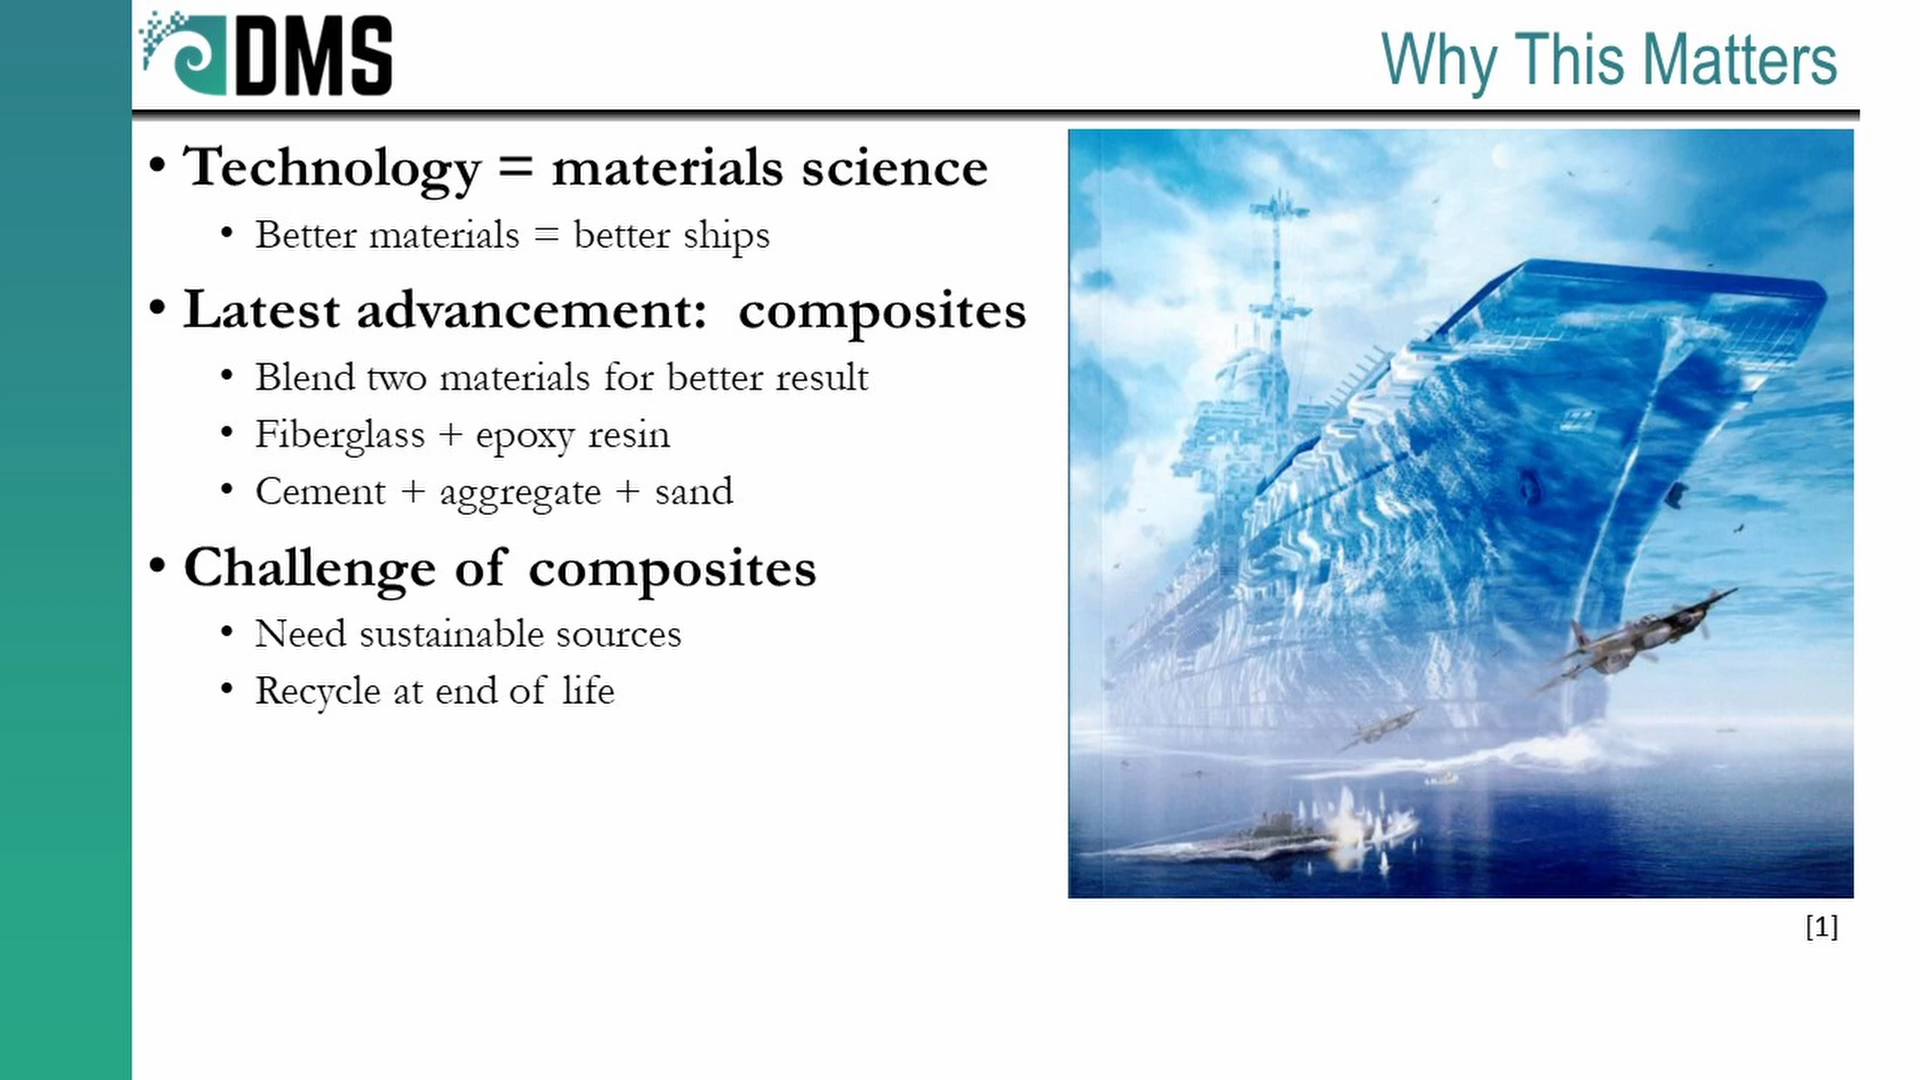 DMS
Why This Matters
• Technology = materials science
• Better materials = better ships
• Latest advancement:  composites
• Blend two materials for better result
• Fiberglass + epoxy resin
• Cement + aggregate + sand
• Challenge of composites
• Need sustainable sources
• Recycle at end of life
[1]